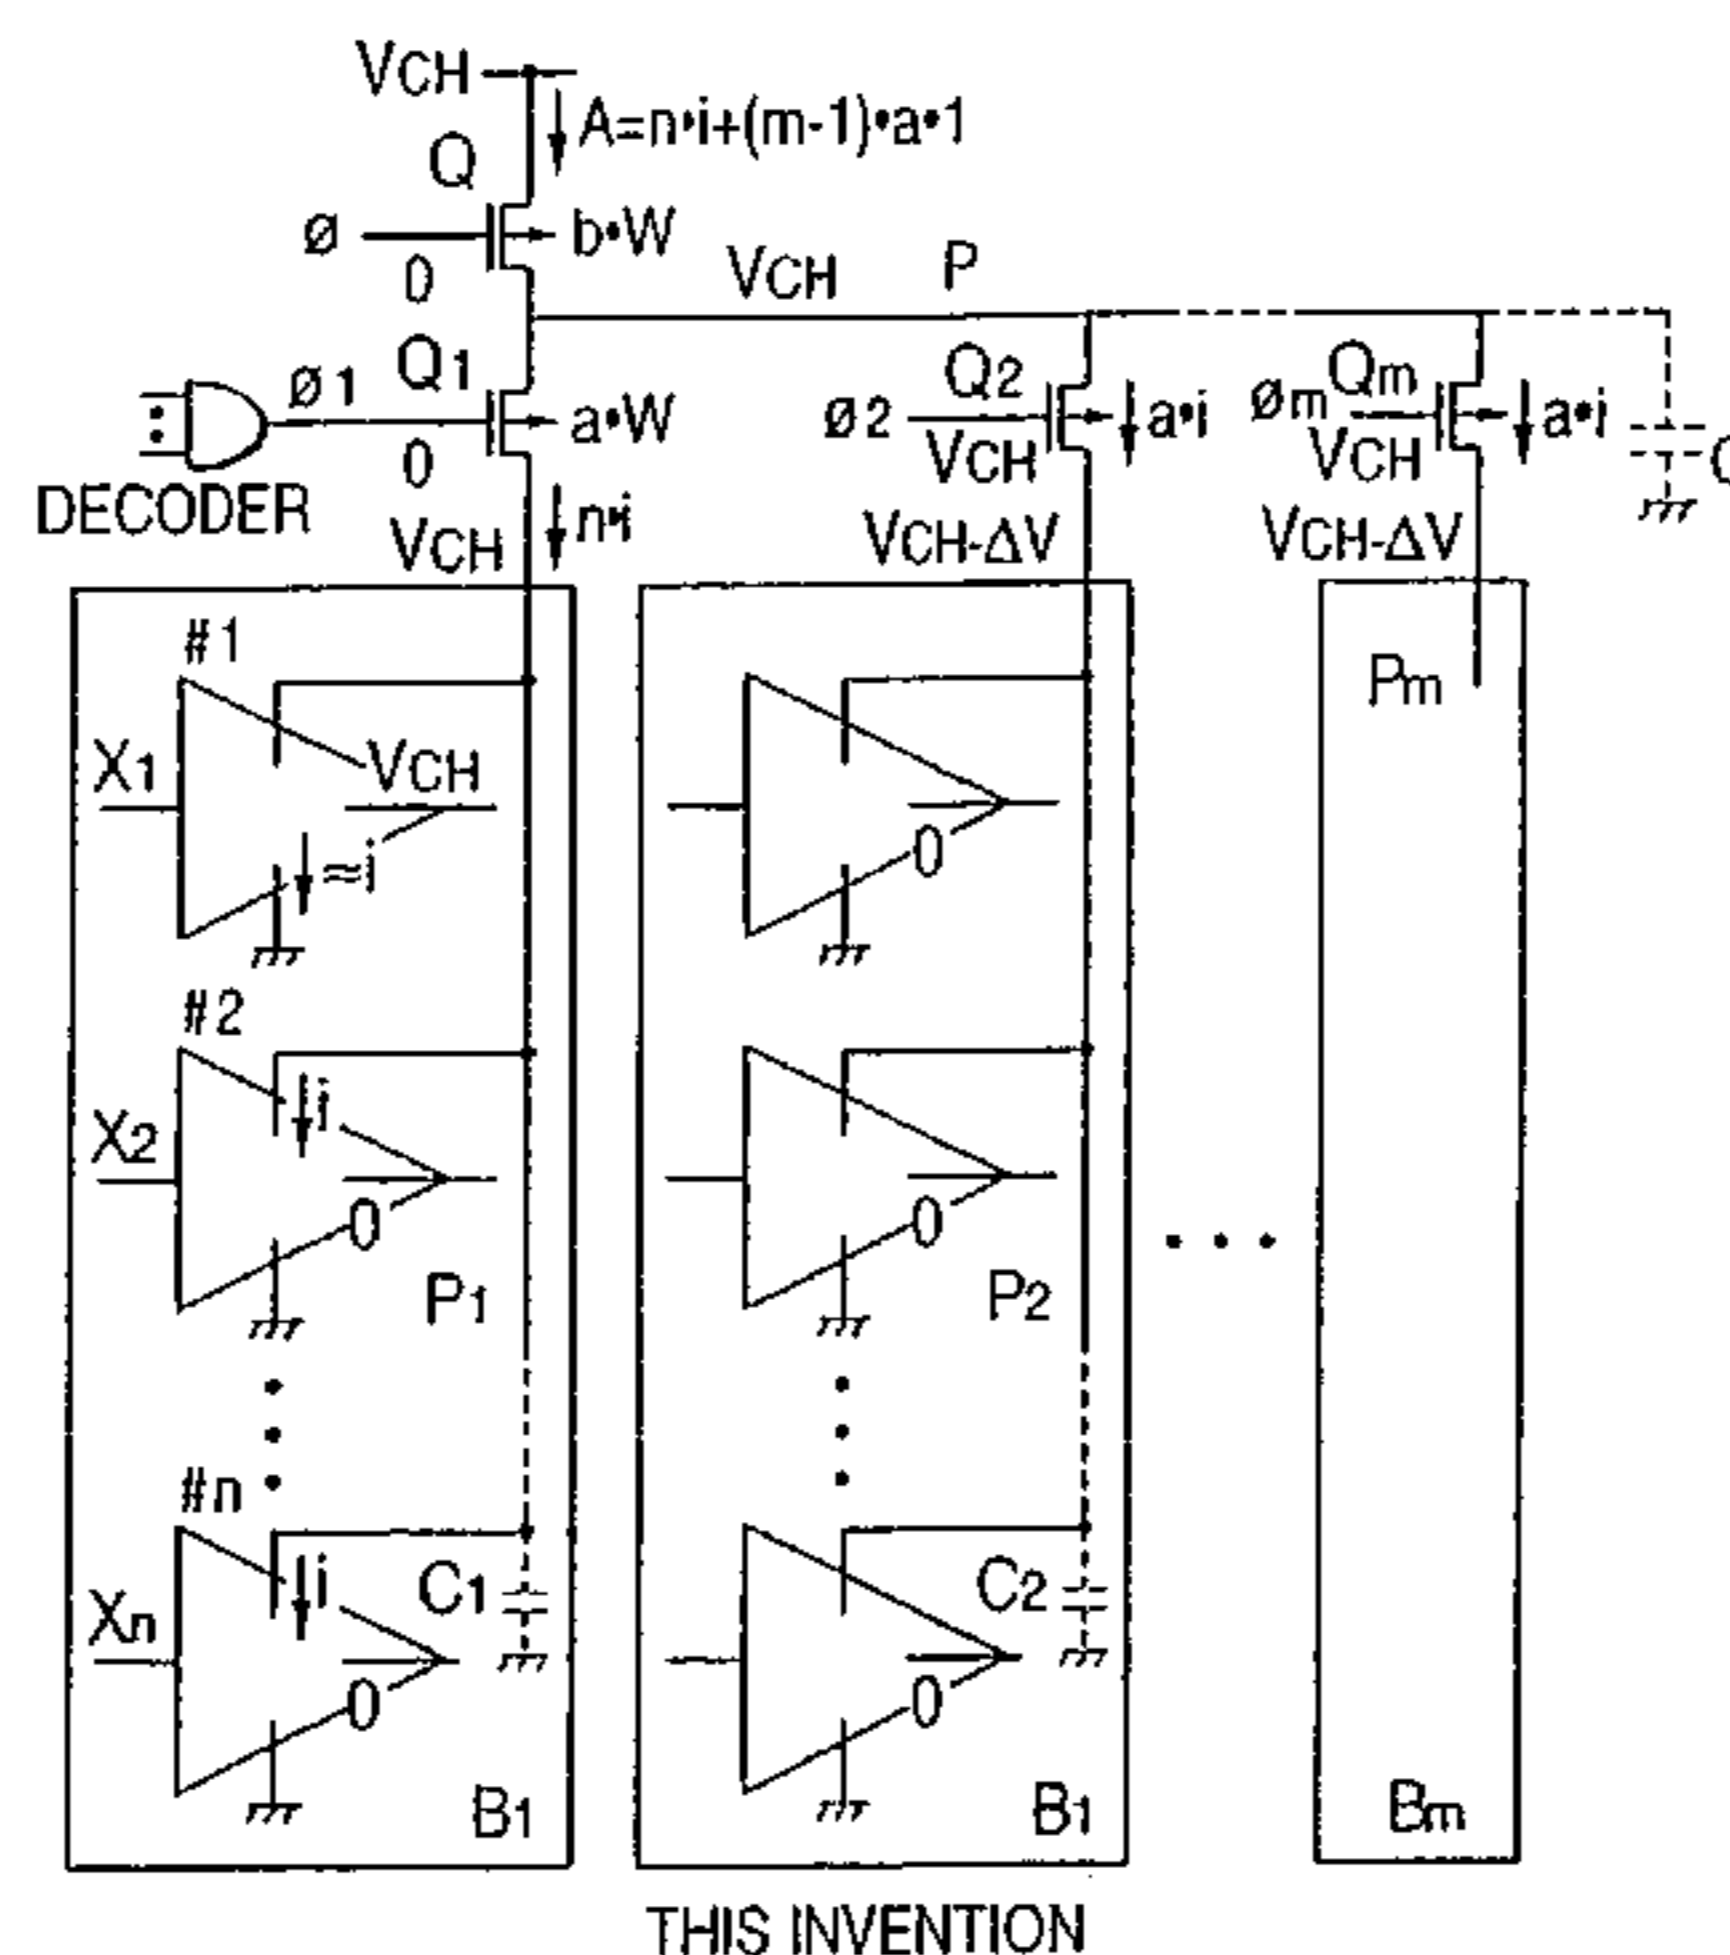 VCH
A=n•i+(m-1)•a•1
Q
ø
b•W
0
VCH
P
Q1
Q2
Qm
ø1
a•W
ø2
a•i
øm
a•i
0
VCH
VCH
DECODER
VCH
n•i
VCH-ΔV
VCH-ΔV
#1
Pm
X1
VCH
≈i
0
#2
X2
i
0
0
P1
P2
• • •
#n
Xn
i
C1
C2
0
0
B1
B1
Bm
THIS INVENTION